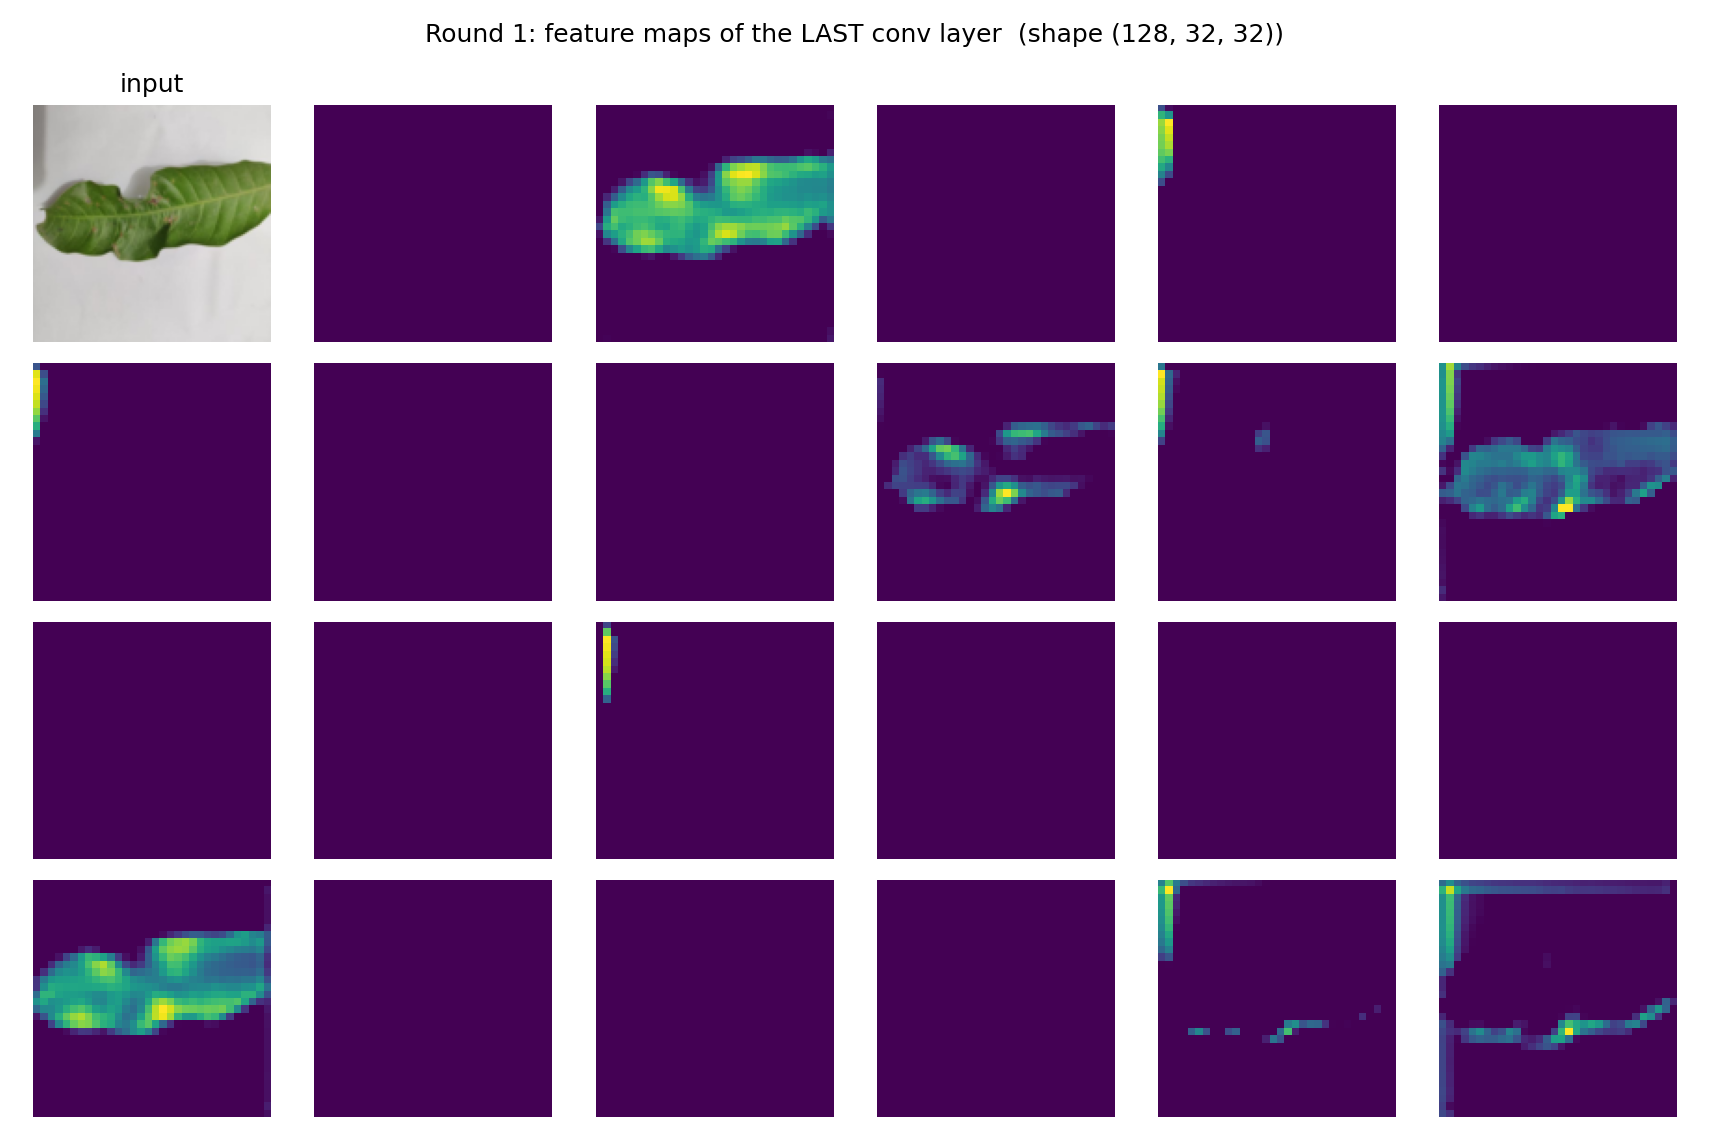 Round 1: feature maps of the LAST conv layer  (shape (128, 32, 32))
input